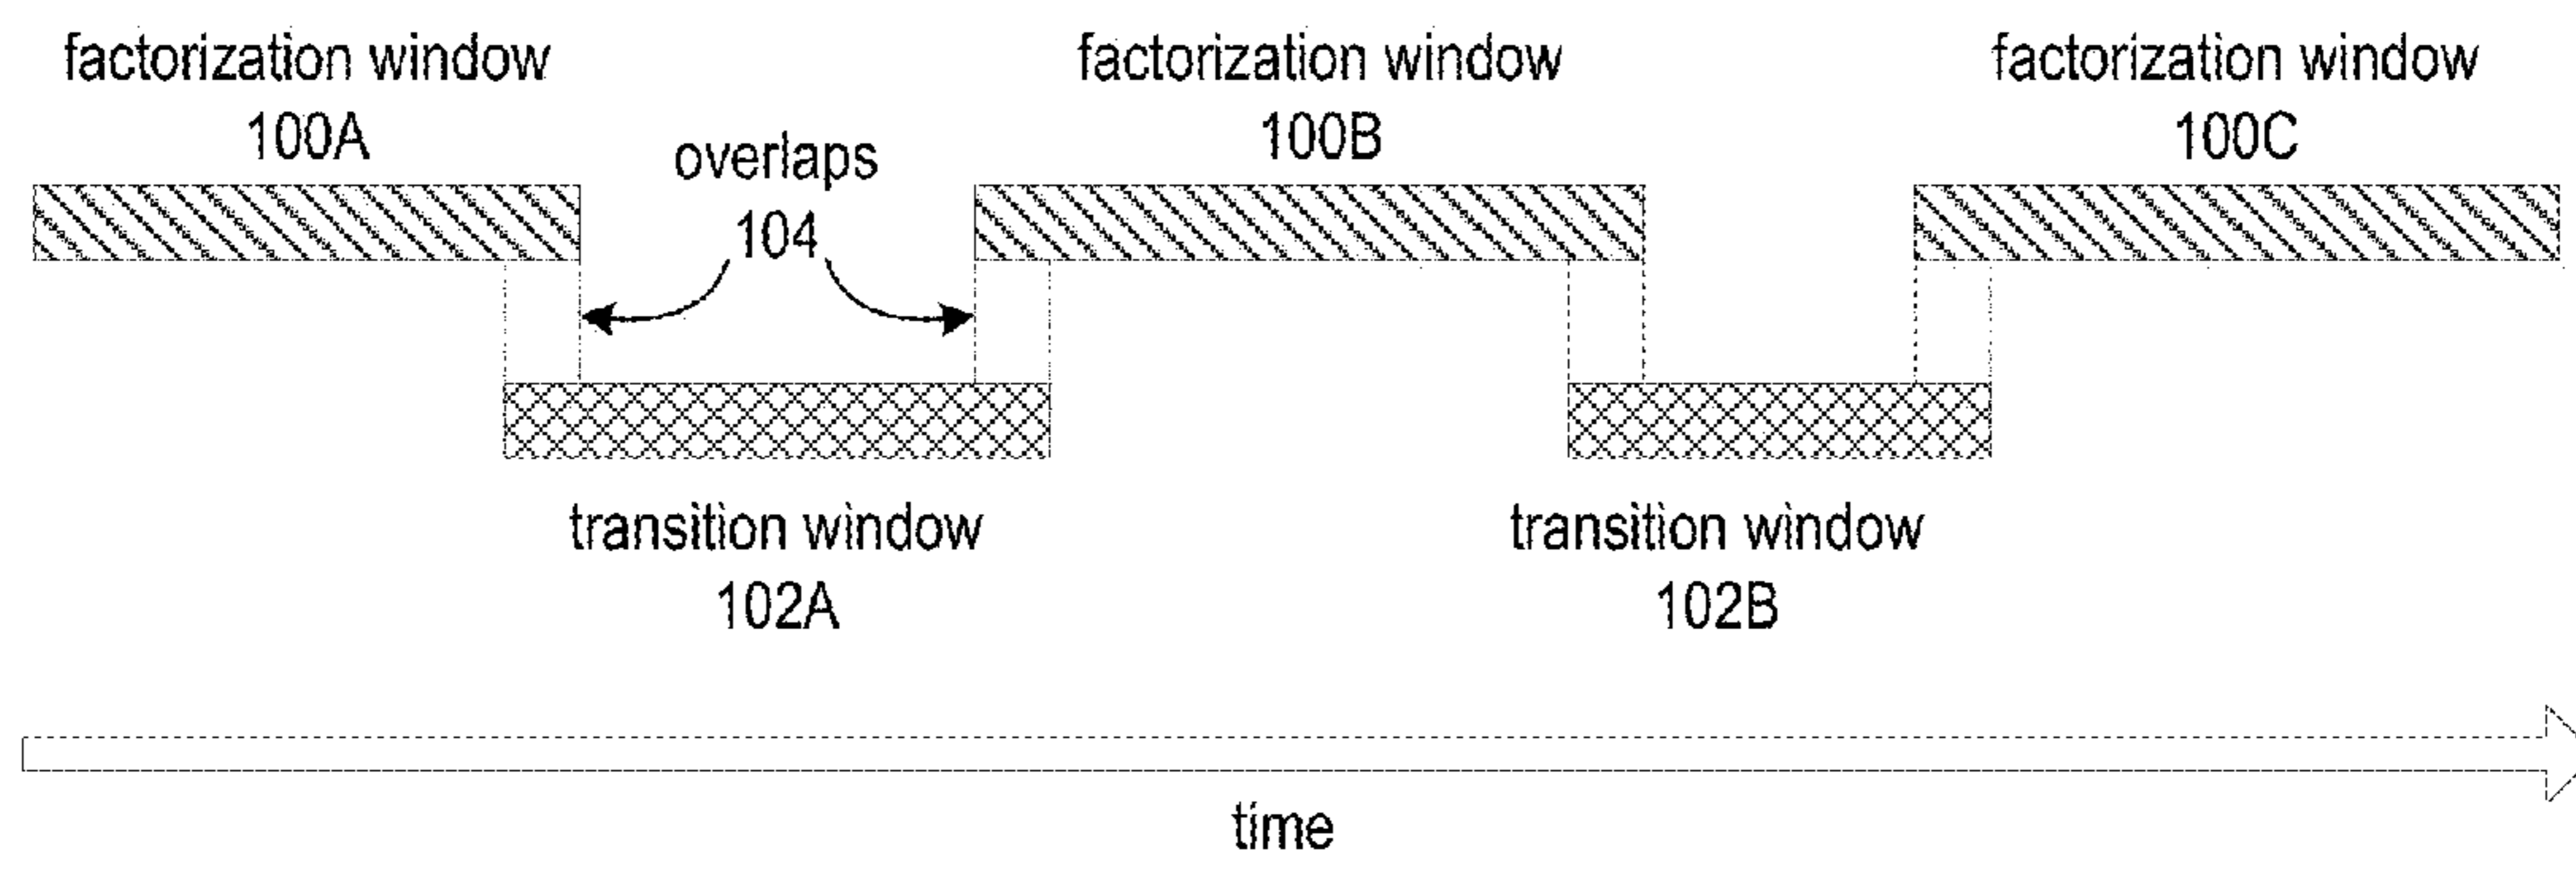 factorization window
100A
overlaps
104
factorization window
100B
factorization window
100C
transition window
102A
transition window
102B
time